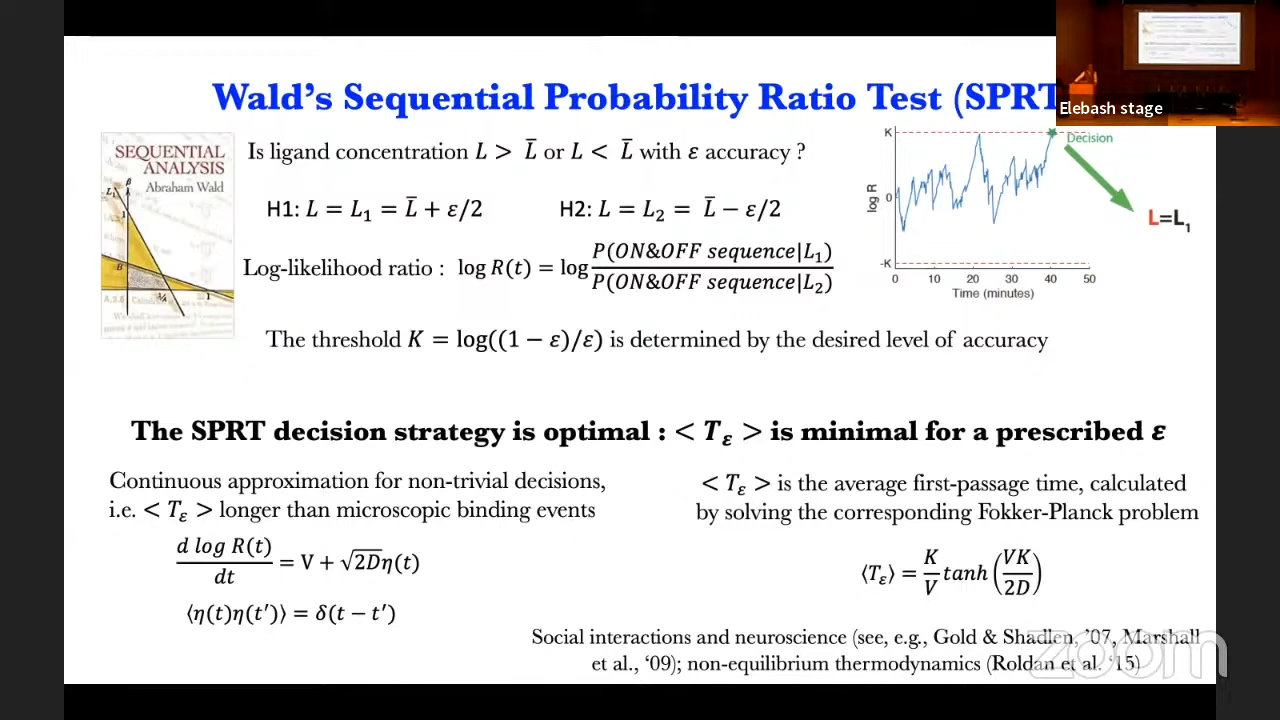 Wald's Sequential Probability Ratio Test (SPRT
Elebash stage
SEQUENTIAL
ANALYSIS
Abraham Wald
Is ligand concentration L > L̄ or L < L̄ with ε accuracy ?
H1: L = L₁ = L̄ + ε/2
H2: L = L₂ = L̄ − ε/2
Log-likelihood ratio : log R(t) = log P(ON&OFF sequence|L₁) / P(ON&OFF sequence|L₂)
K
0
-K
log R
0 10 20 30 40 50
Time (minutes)
Decision
L=L₁
The threshold K = log((1 − ε)/ε) is determined by the desired level of accuracy
The SPRT decision strategy is optimal : < Tε > is minimal for a prescribed ε
Continuous approximation for non-trivial decisions,
i.e. < Tε > longer than microscopic binding events
d log R(t)/dt = V + √2Dη(t)
⟨η(t)η(t′)⟩ = δ(t − t′)
< Tε > is the average first-passage time, calculated
by solving the corresponding Fokker-Planck problem
⟨Tε⟩ = K/V tanh (VK/2D)
Social interactions and neuroscience (see, e.g., Gold & Shadlen, '07, Marshall
et al., '09); non-equilibrium thermodynamics (Roldan et al. '15)
zoom